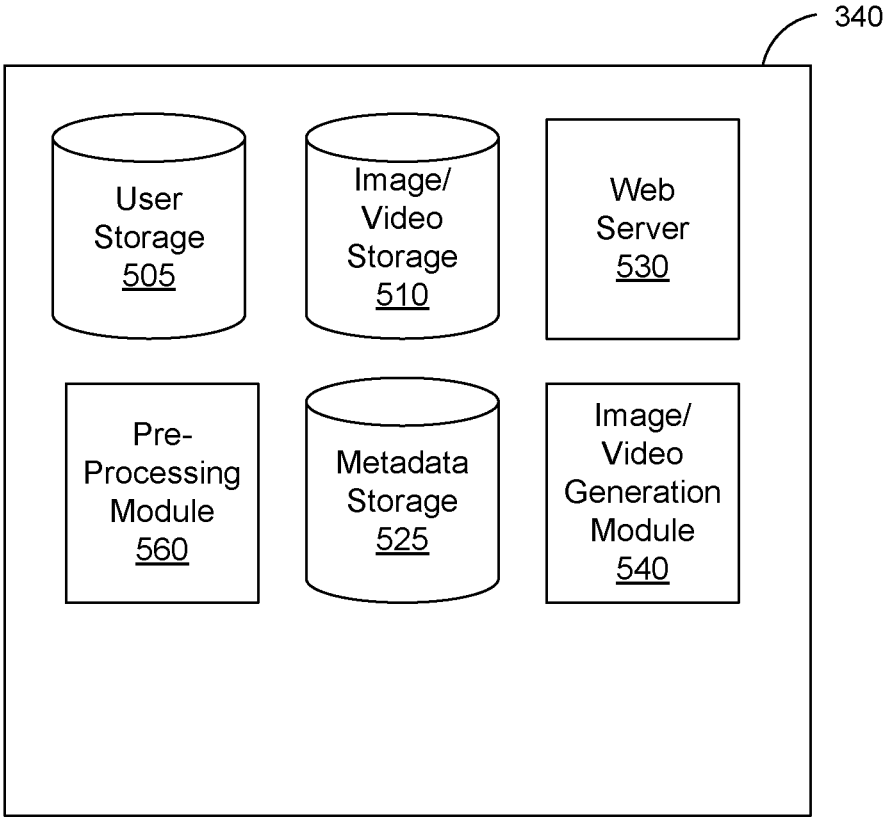 340
User
Storage
505
Image/
Video
Storage
510
Web
Server
530
Pre-
Processing
Module
560
Metadata
Storage
525
Image/
Video
Generation
Module
540